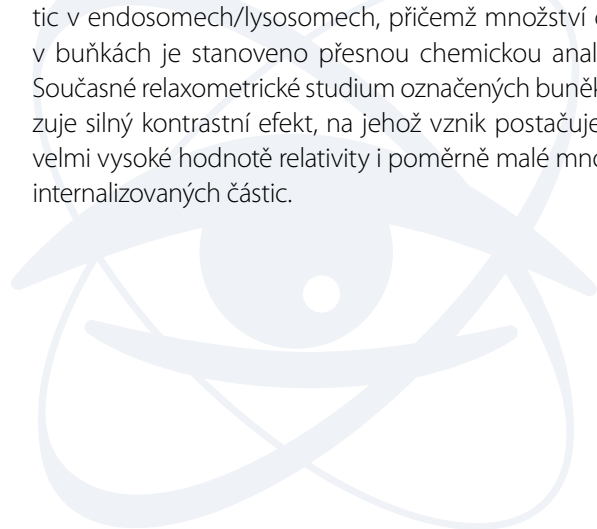 tic v endosomech/lysosomech, přičemž množství
v buňkách je stanoveno přesnou chemickou anal
Současné relaxometrické studium označených buněk
zuje silný kontrastní efekt, na jehož vznik postačuje
velmi vysoké hodnotě relativity i poměrně malé mno
internalizovaných částic.